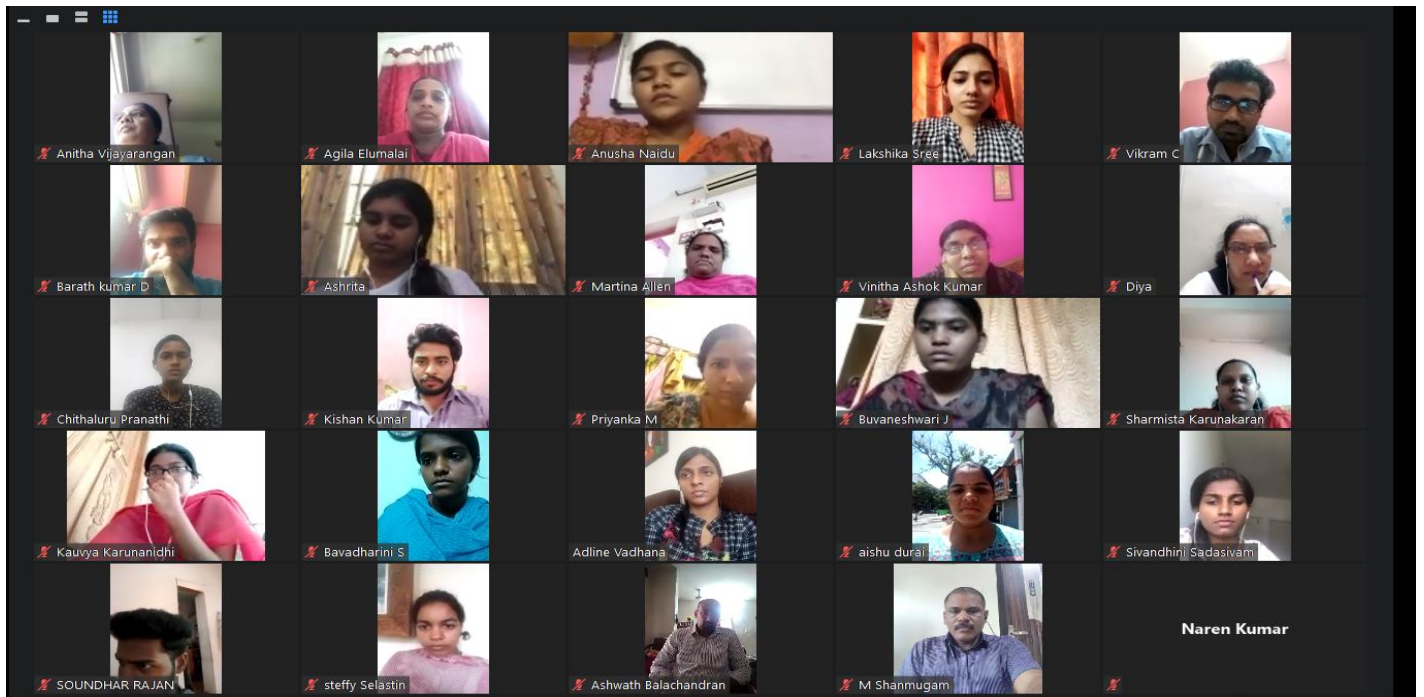 Anitha Vijayarangan
Agila Elumalai
Anusha Naidu
Lakshika Sree
Vikram C
Barath kumar D
Ashrita
Martina Allen
Vinitha Ashok Kumar
Diya
Chithaluru Pranathi
Kishan Kumar
Priyanka M
Buvaneshwari J
Sharmista Karunakaran
Kauvya Karunanidhi
Bavadharini S
Adline Vadhana
aishu durai
Sivandhini Sadasivam
SOUNDHAR RAJAN
steffy Selastin
Ashwath Balachandran
M Shanmugam
Naren Kumar